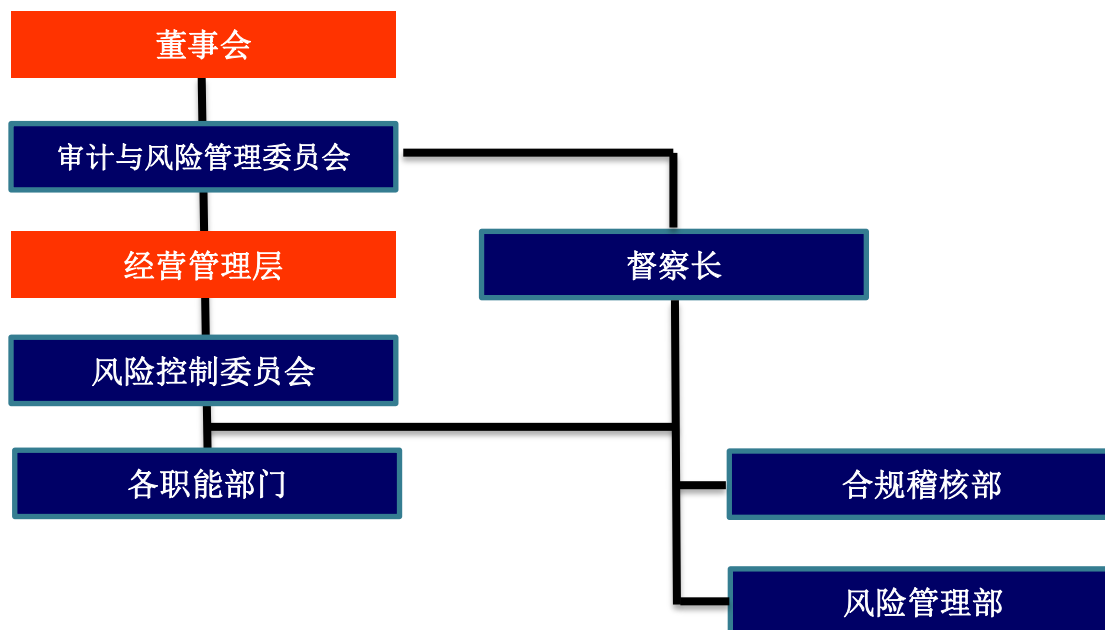 董事会
审计与风险管理委员会
经营管理层
督察长
风险控制委员会
各职能部门
合规稽核部
风险管理部